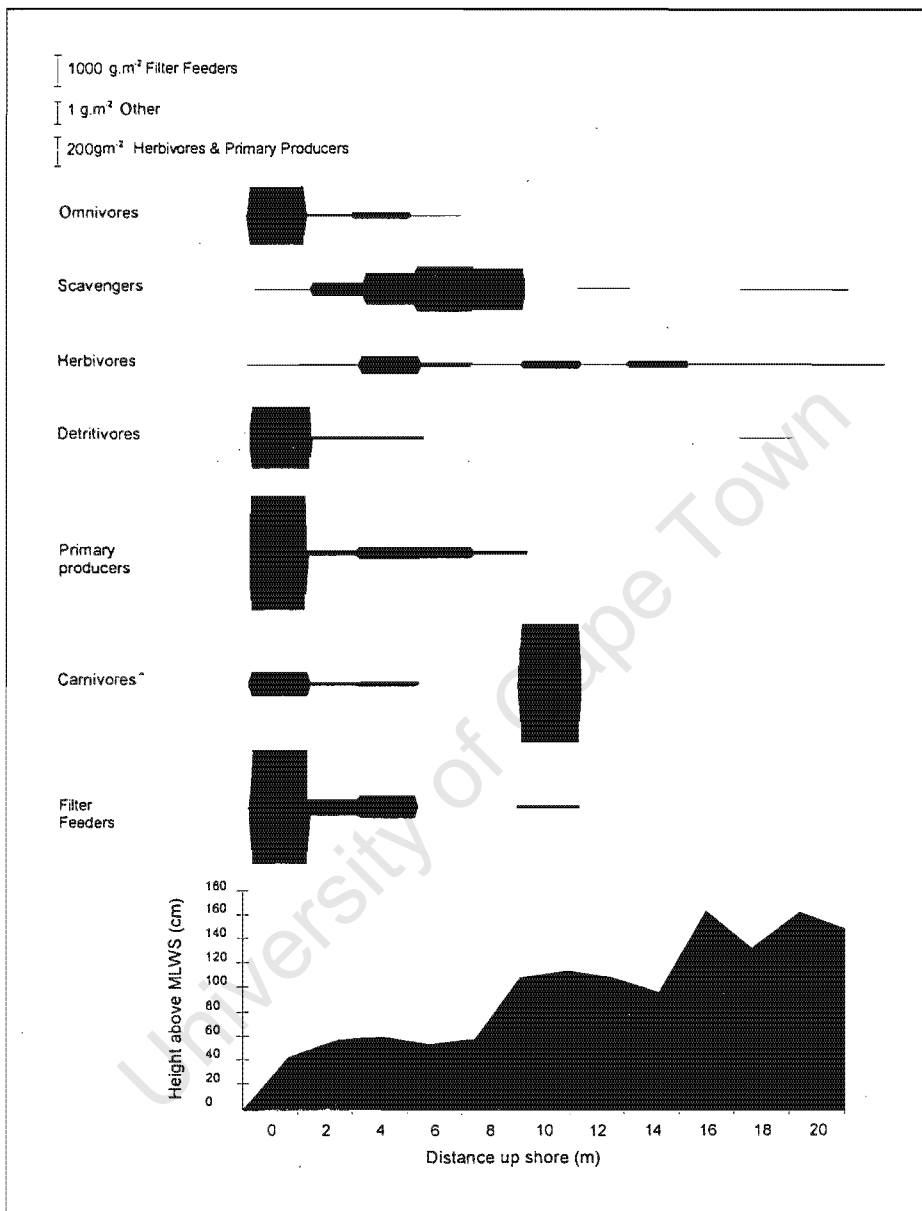 1000 g.m⁻² Filter Feeders
1 g.m² Other
200gm⁻² Herbivores & Primary Producers
Omnivores
Scavengers
Herbivores
Detritivores
Primary
producers
Carnivores
Filter
Feeders
University of Cape Town
Height above MLWS (cm)
160
160
140
120
100
80
60
40
20
0
0 2 4 6 8 10 12 14 16 18 20
Distance up shore (m)